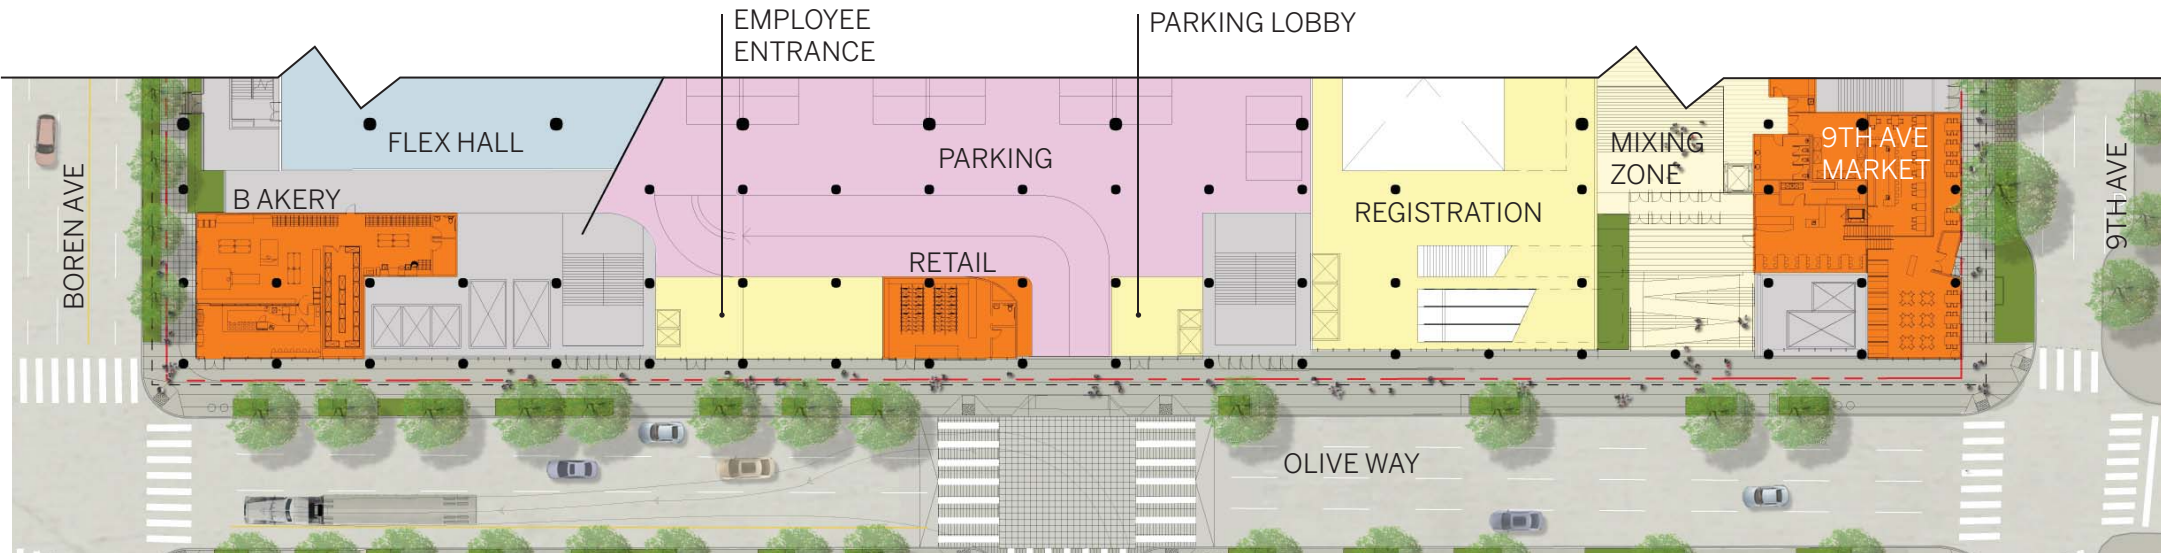 EMPLOYEE
ENTRANCE
PARKING LOBBY
FLEX HALL
PARKING
MIXING
ZONE
9TH AVE
MARKET
B AKERY
REGISTRATION
RETAIL
BOREN AVE
9TH AVE
OLIVE WAY